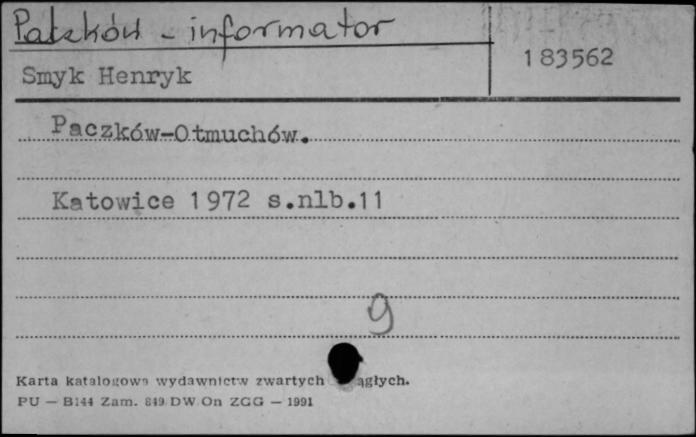 Paczków - informator
183562
Smyk Henryk
Paczków-Otmuchów.
Katowice 1972 s.nlb.11
9
Karta katalogowa wydawnictw zwartych ągłych.
PU — B144 Zam. 849 DW On ZGG — 1991